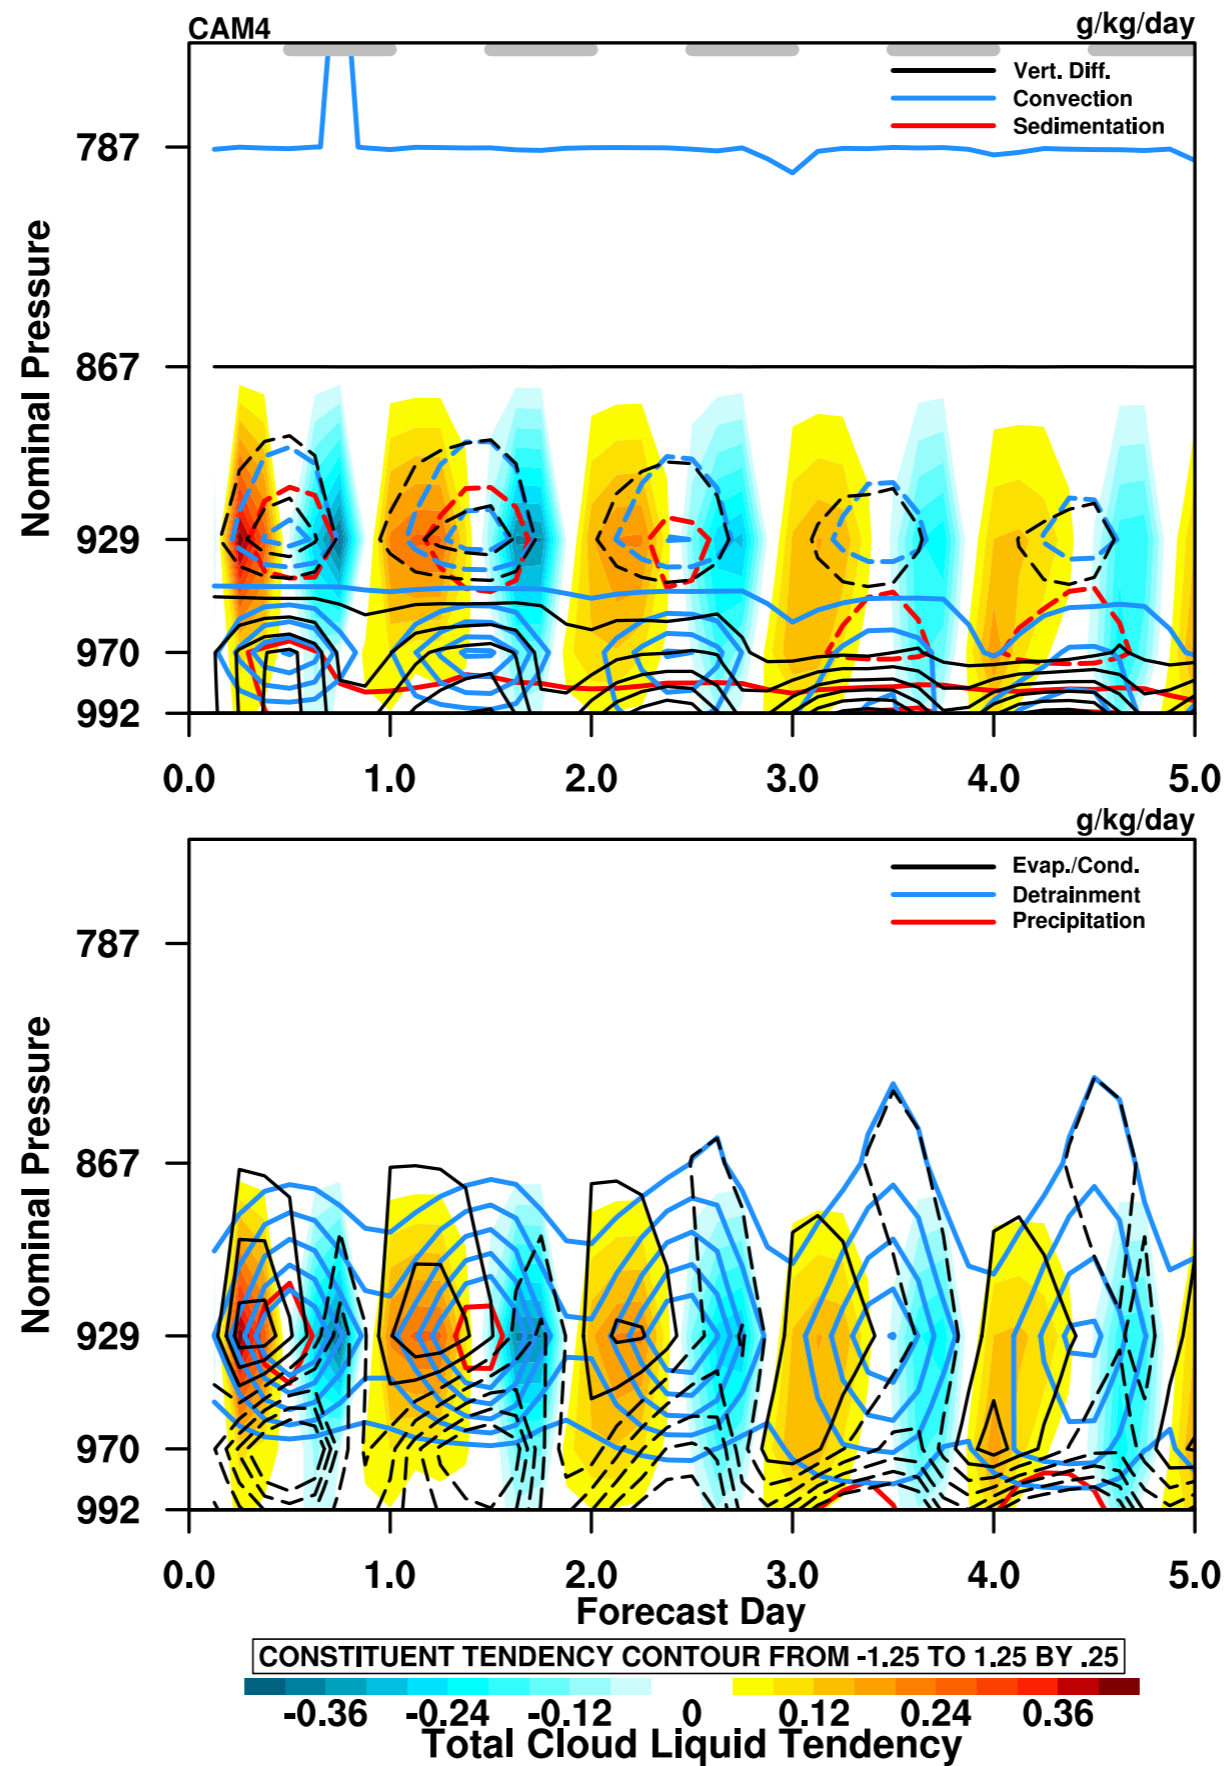 CAM4 g/kg/day
Vert. Diff.
Convection
Sedimentation
Nominal Pressure
787
867
929
970
992
0.0 1.0 2.0 3.0 4.0 5.0
g/kg/day
Evap./Cond.
Detrainment
Precipitation
Nominal Pressure
787
867
929
970
992
0.0 1.0 2.0 3.0 4.0 5.0
Forecast Day
CONSTITUENT TENDENCY CONTOUR FROM -1.25 TO 1.25 BY .25
-0.36 -0.24 -0.12 0 0.12 0.24 0.36
Total Cloud Liquid Tendency